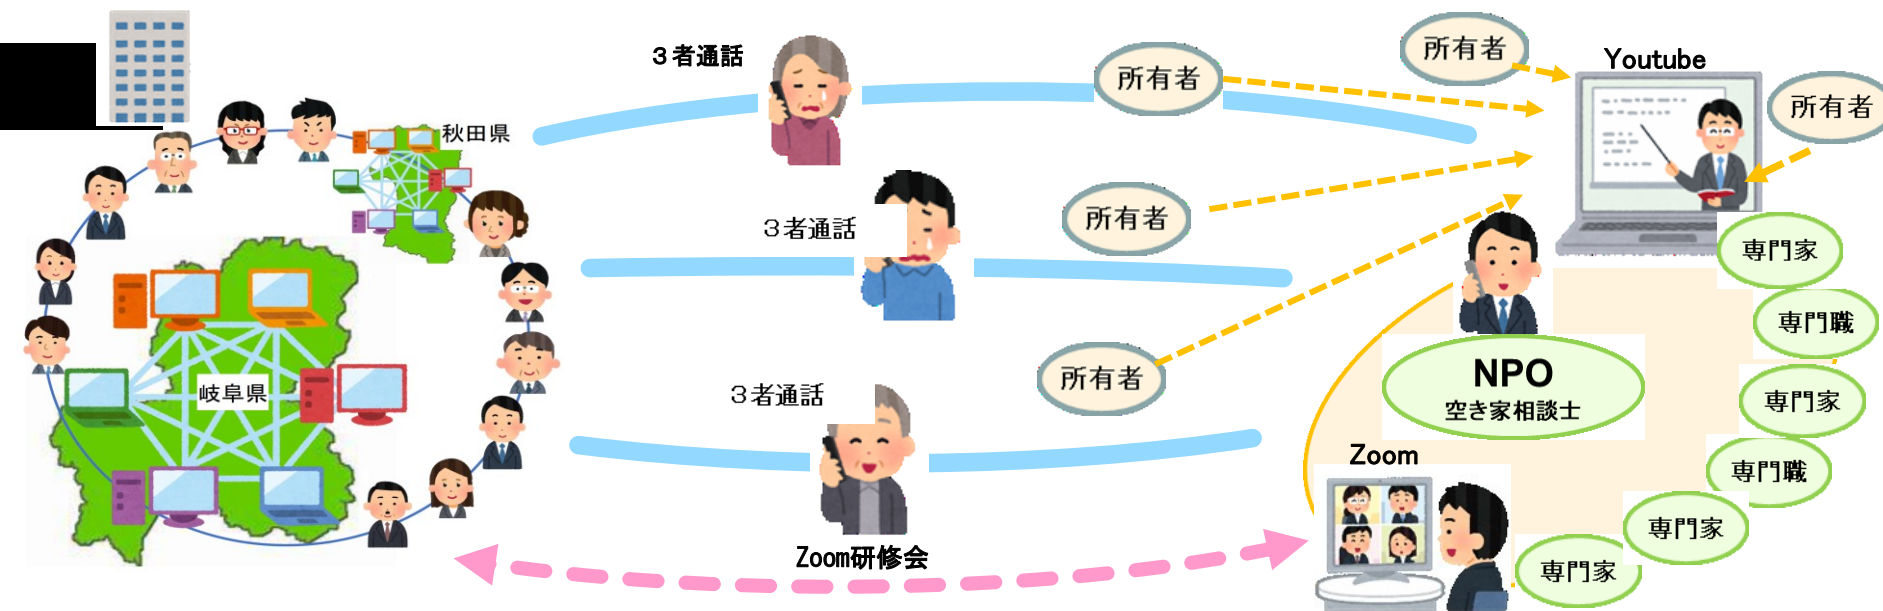 ３者通話
所有者
所有者
Youtube
所有者
秋田県
３者通話
所有者
専門家
専門職
岐阜県
３者通話
所有者
NPO
空き家相談士
専門家
Zoom
専門職
専門家
Zoom研修会
専門家